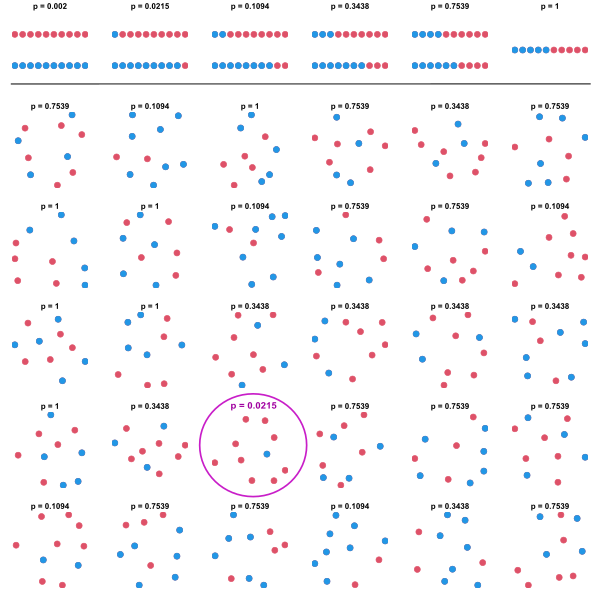 p = 0.002 p = 0.0215 p = 0.1094 p = 0.3438 p = 0.7539 p = 1
p = 0.7539 p = 0.1094 p = 1 p = 0.7539 p = 0.3438 p = 0.7539
p = 1 p = 1 p = 0.1094 p = 0.7539 p = 0.7539 p = 0.1094
p = 1 p = 1 p = 0.3438 p = 0.3438 p = 0.3438 p = 0.3438
p = 1 p = 0.3438 p = 0.0215 p = 0.7539 p = 0.7539 p = 0.7539
p = 0.1094 p = 0.7539 p = 0.7539 p = 0.1094 p = 0.3438 p = 0.7539